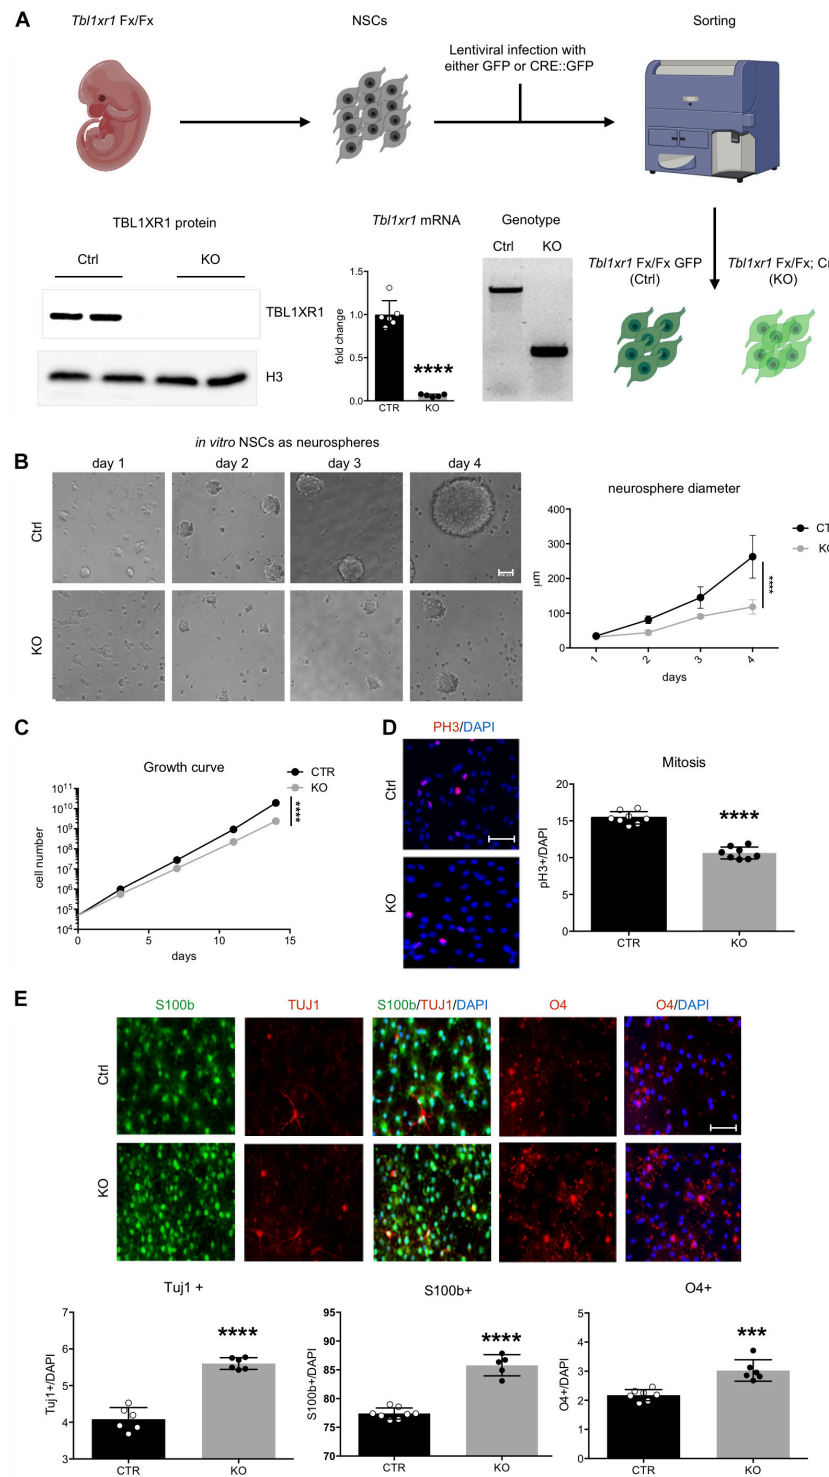 A
Tbl1xr1 Fx/Fx
NSCs
Sorting
Lentiviral infection with
either GFP or CRE::GFP
TBL1XR1 protein
Ctrl
KO
TBL1XR1
H3
Tbl1xr1 mRNA
fold change
1.5
1.0
0.5
0.0
****
CTR
KO
Genotype
Ctrl
KO
Tbl1xr1 Fx/Fx GFP
(Ctrl)
Tbl1xr1 Fx/Fx; Cr
(KO)
B
in vitro NSCs as neurospheres
day 1
day 2
day 3
day 4
Ctrl
KO
neurosphere diameter
μm
400
300
200
100
0
1
2
3
4
days
CT
KO
****
C
Growth curve
CTR
KO
cell number
10^11
10^10
10^9
10^8
10^7
10^6
10^5
10^4
0
5
10
15
days
****
D
PH3/DAPI
Ctrl
KO
Mitosis
pH3+/DAPI
20
15
10
5
0
****
CTR
KO
E
S100b
TUJ1
S100b/TUJ1/DAPI
O4
O4/DAPI
Ctrl
KO
Tuj1 +
Tuj1+/DAPI
7
6
5
4
3
****
CTR
KO
S100b+
S100b+/DAPI
95
90
85
80
75
70
****
CTR
KO
O4+
O4+/DAPI
5
4
3
2
1
0
***
CTR
KO